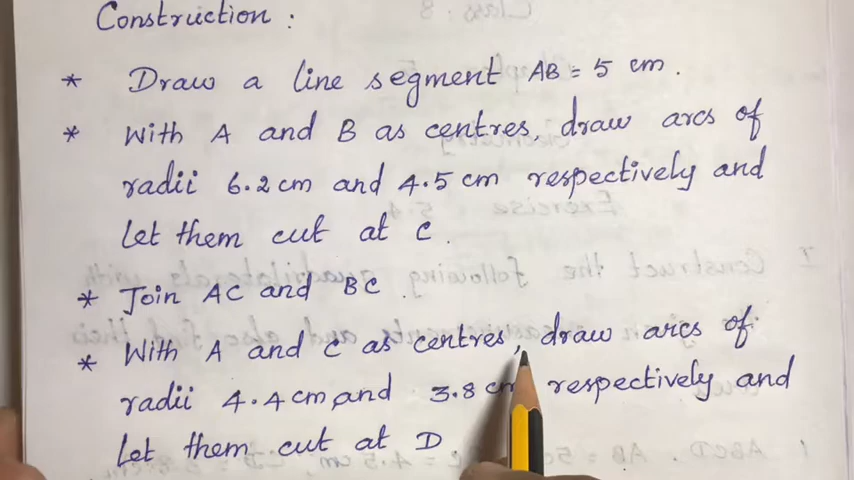 Construction :
* Draw a line segment AB = 5 cm.
* With A and B as centres, draw arcs of
radii 6.2 cm and 4.5 cm respectively and
let them cut at C.
* Join AC and BC.
* With A and C as centres, draw arcs of
radii 4.4 cm and 3.8 cm respectively and
let them cut at D